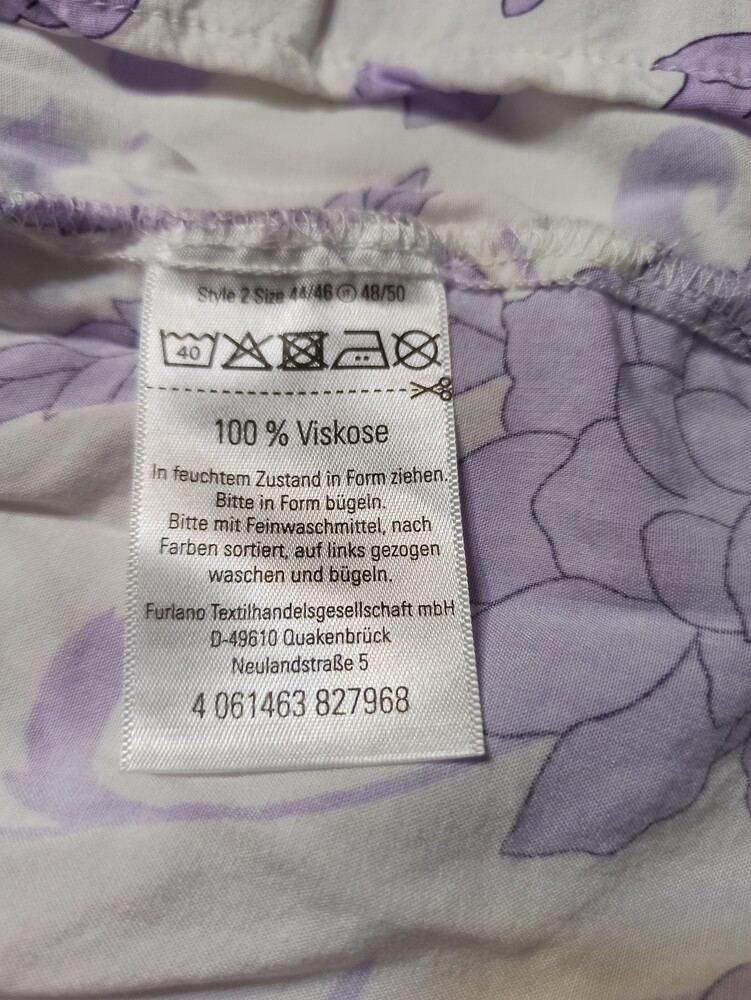 Style 2 Size 44/46 IT 48/50
40
100 % Viskose
In feuchtem Zustand in Form ziehen.
Bitte in Form bügeln.
Bitte mit Feinwaschmittel, nach
Farben sortiert, auf links gezogen
waschen und bügeln.
Furlano Textilhandelsgesellschaft mbH
D-49610 Quakenbrück
Neulandstraße 5
4 061463 827968